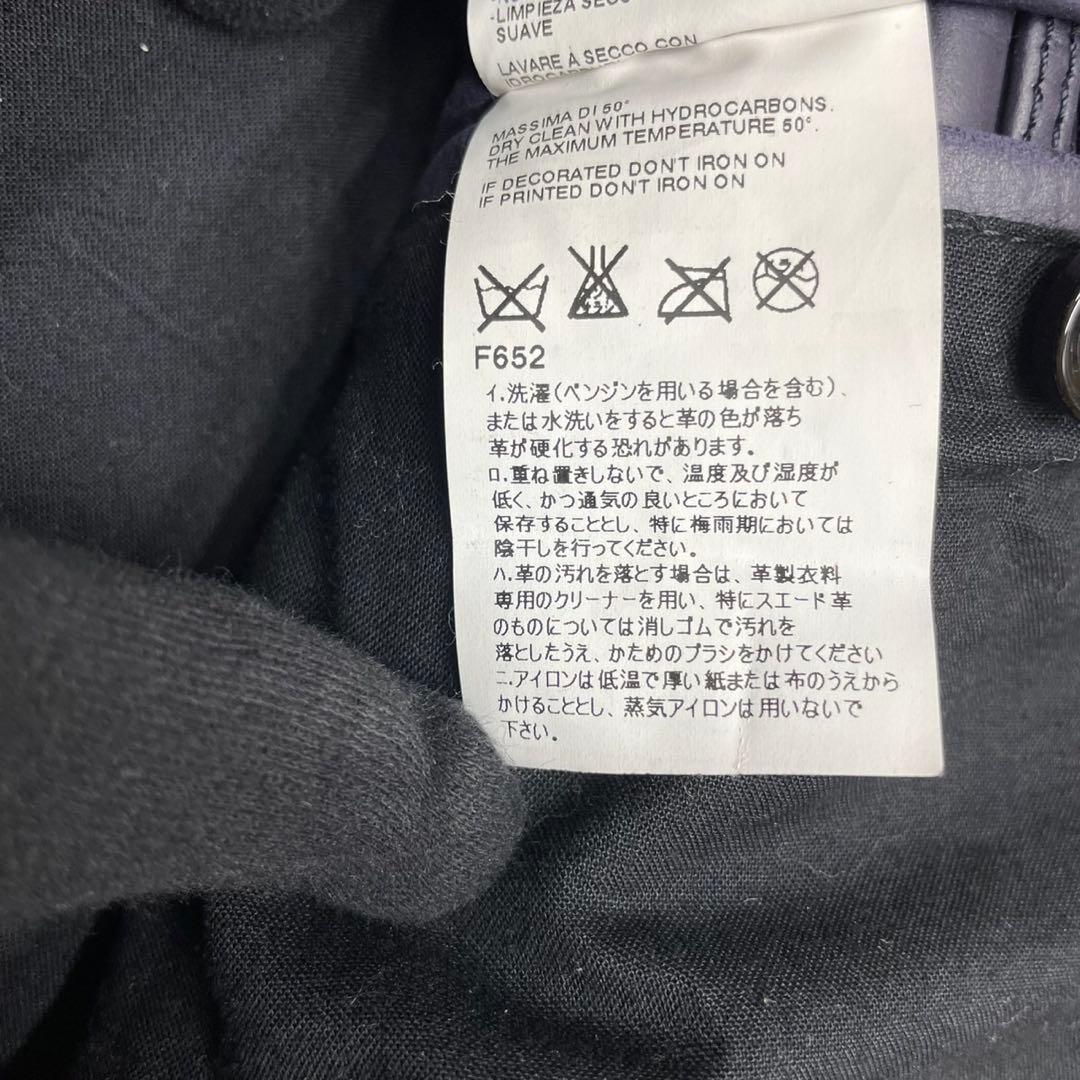 -LIMPIEZA SECO
SUAVE
LAVARE À SECCO CON
MASSIMA DI 50°
DRY CLEAN WITH HYDROCARBONS.
THE MAXIMUM TEMPERATURE 50°.
IF DECORATED DON'T IRON ON
IF PRINTED DON'T IRON ON
F652
イ.洗濯(ペンジンを用いる場合を含む)、
または水洗いをすると革の色が落ち
革が硬化する恐れがあります。
ロ.重ね置きしないで、温度及び湿度が
低く、かつ通気の良いところにおいて
保存することとし、特に梅雨期においては
陰干しを行ってください。
ハ.革の汚れを落とす場合は、革製衣料
専用のクリーナーを用い、特にスエード革
のものについては消しゴムで汚れを
落としたうえ、かためのブラシをかけてください
ニ.アイロンは低温で厚い紙または布のうえから
かけることとし、蒸気アイロンは用いないで
下さい。